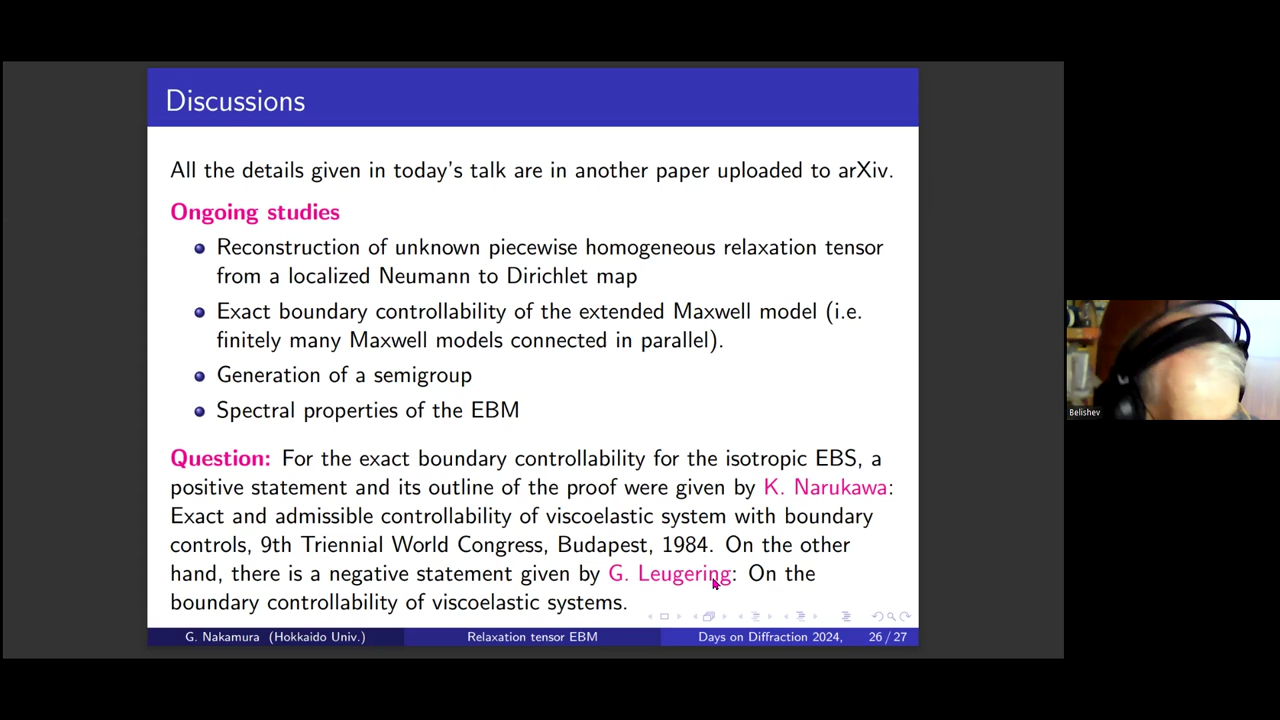 Discussions
All the details given in today's talk are in another paper uploaded to arXiv.
Ongoing studies
Reconstruction of unknown piecewise homogeneous relaxation tensor
from a localized Neumann to Dirichlet map
Exact boundary controllability of the extended Maxwell model (i.e.
finitely many Maxwell models connected in parallel).
Generation of a semigroup
Spectral properties of the EBM
Question: For the exact boundary controllability for the isotropic EBS, a
positive statement and its outline of the proof were given by K. Narukawa:
Exact and admissible controllability of viscoelastic system with boundary
controls, 9th Triennial World Congress, Budapest, 1984. On the other
hand, there is a negative statement given by G. Leugering: On the
boundary controllability of viscoelastic systems.
G. Nakamura (Hokkaido Univ.) Relaxation tensor EBM Days on Diffraction 2024, 26 / 27
Belishev